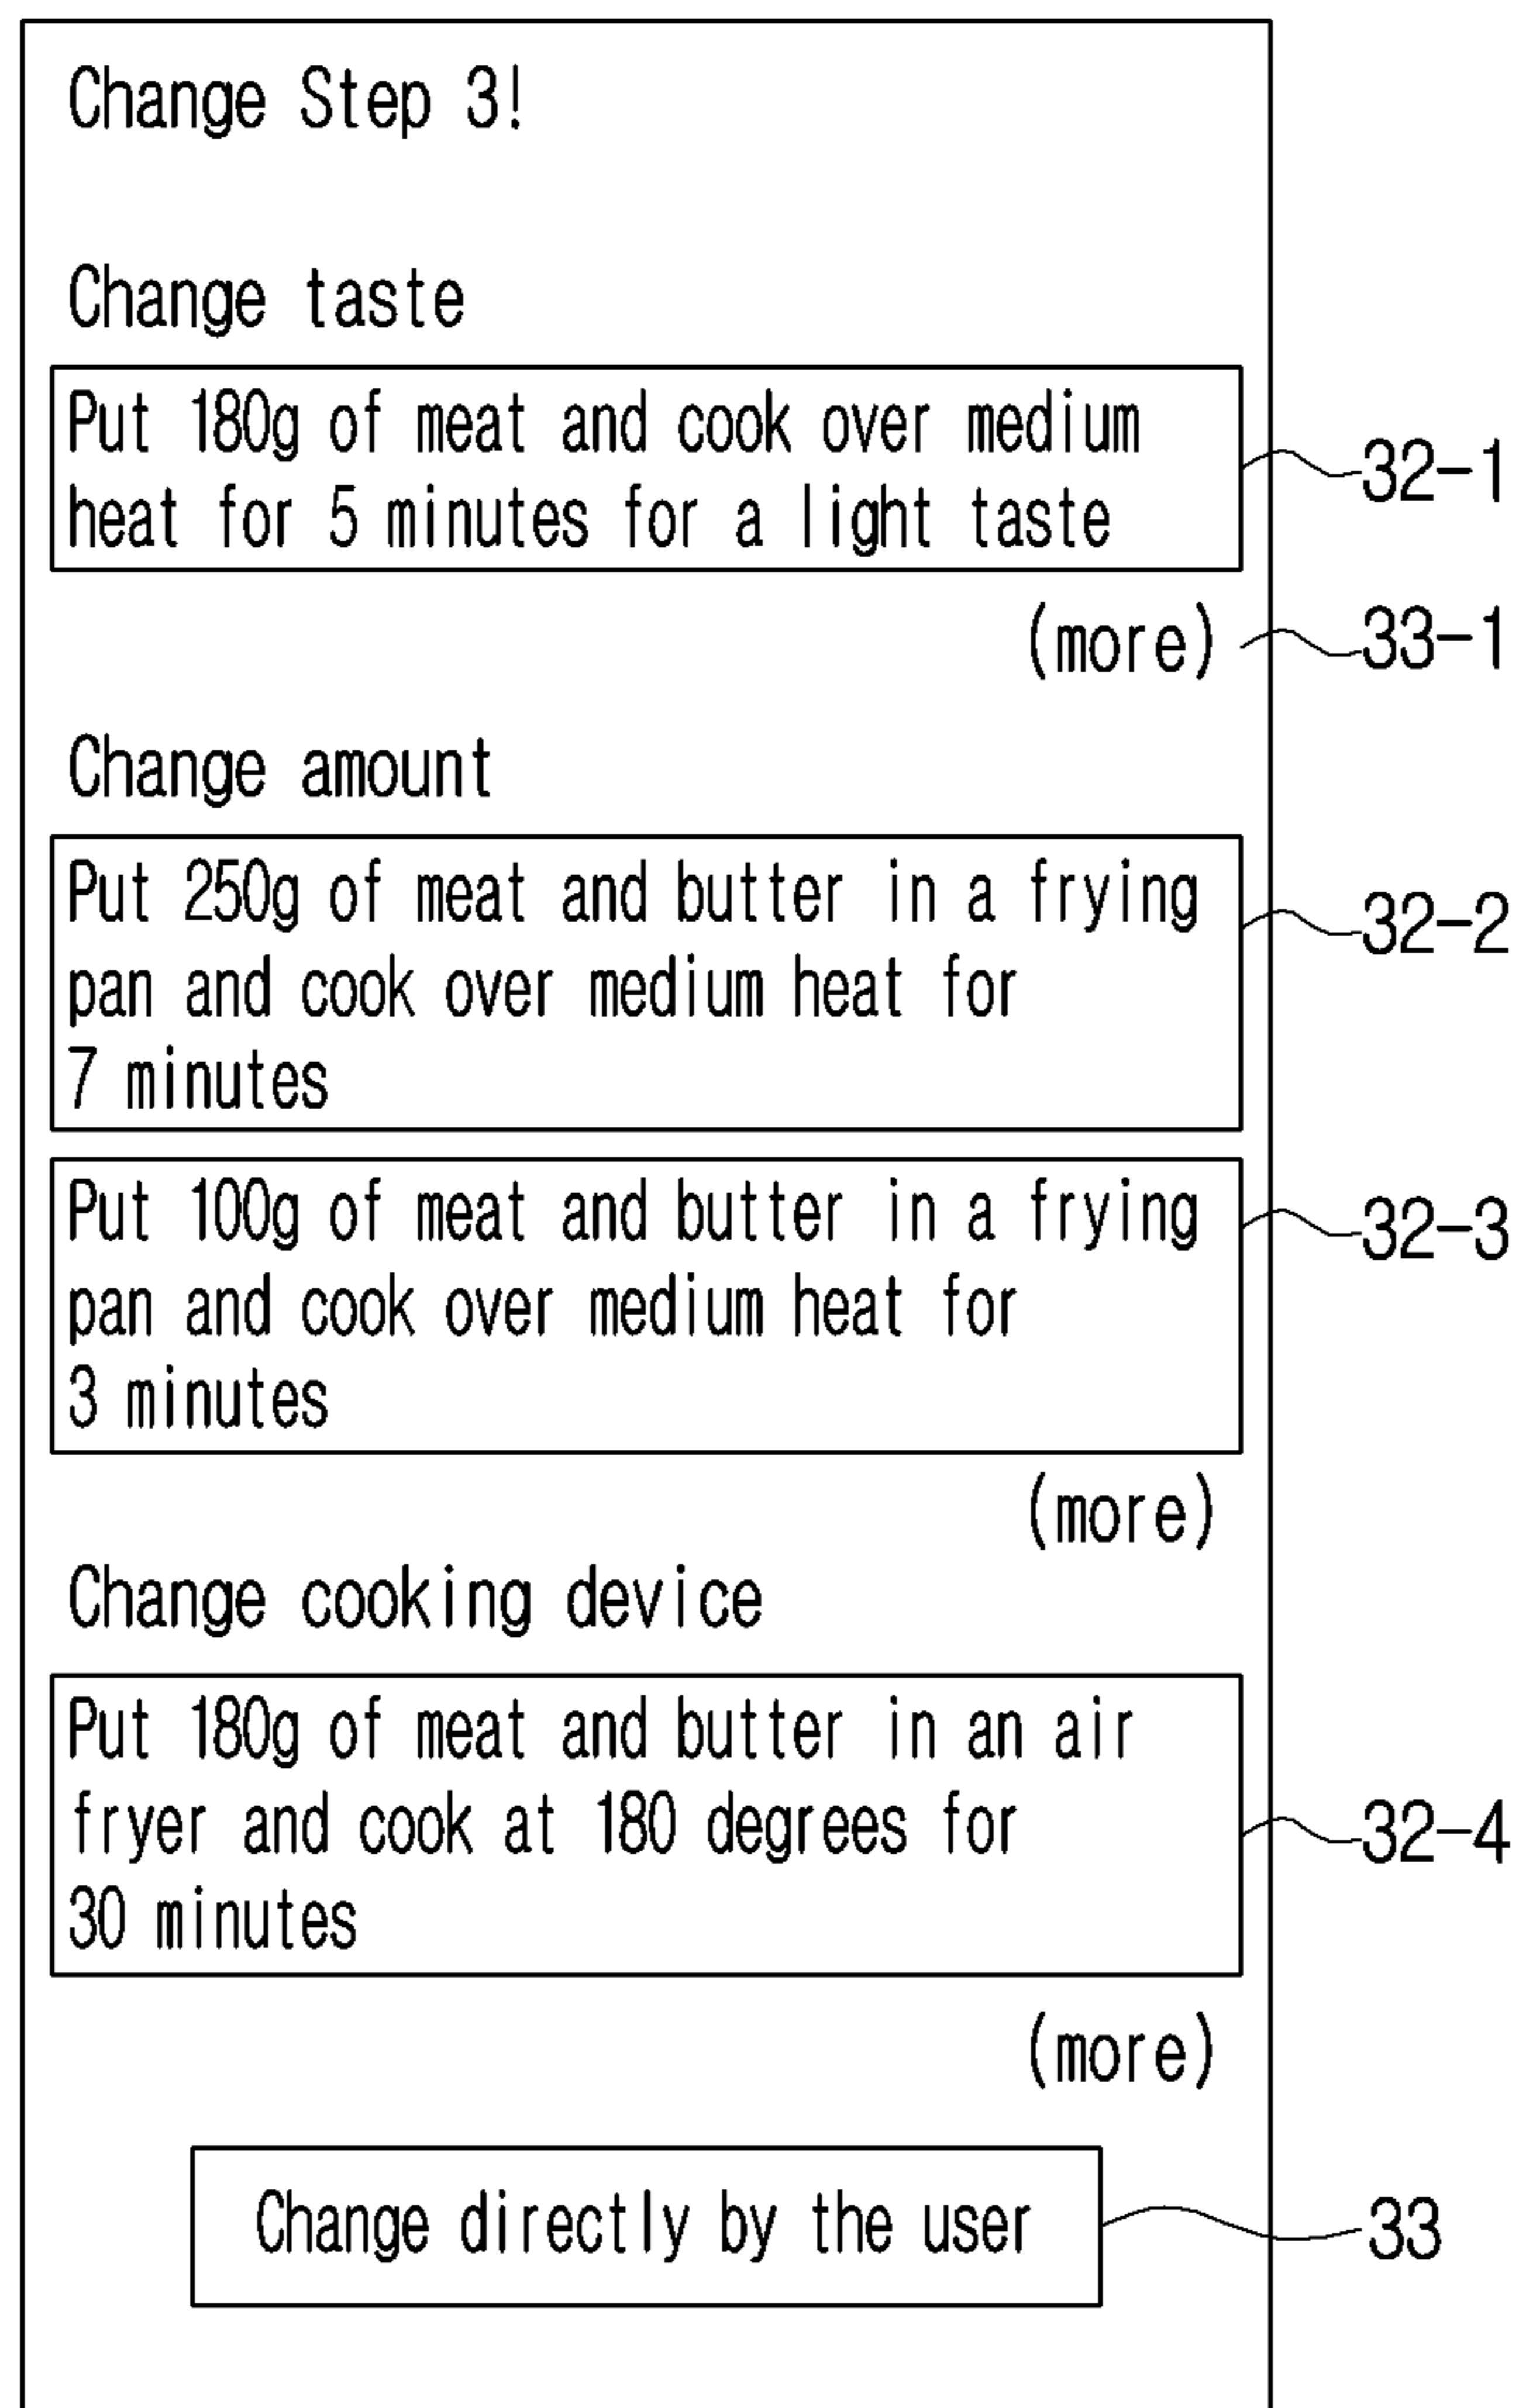 Change Step 3!
Change taste
Put 180g of meat and cook over medium
heat for 5 minutes for a light taste
32-1
(more)
33-1
Change amount
Put 250g of meat and butter in a frying
pan and cook over medium heat for
7 minutes
32-2
Put 100g of meat and butter in a frying
pan and cook over medium heat for
3 minutes
32-3
(more)
Change cooking device
Put 180g of meat and butter in an air
fryer and cook at 180 degrees for
30 minutes
32-4
(more)
Change directly by the user
33